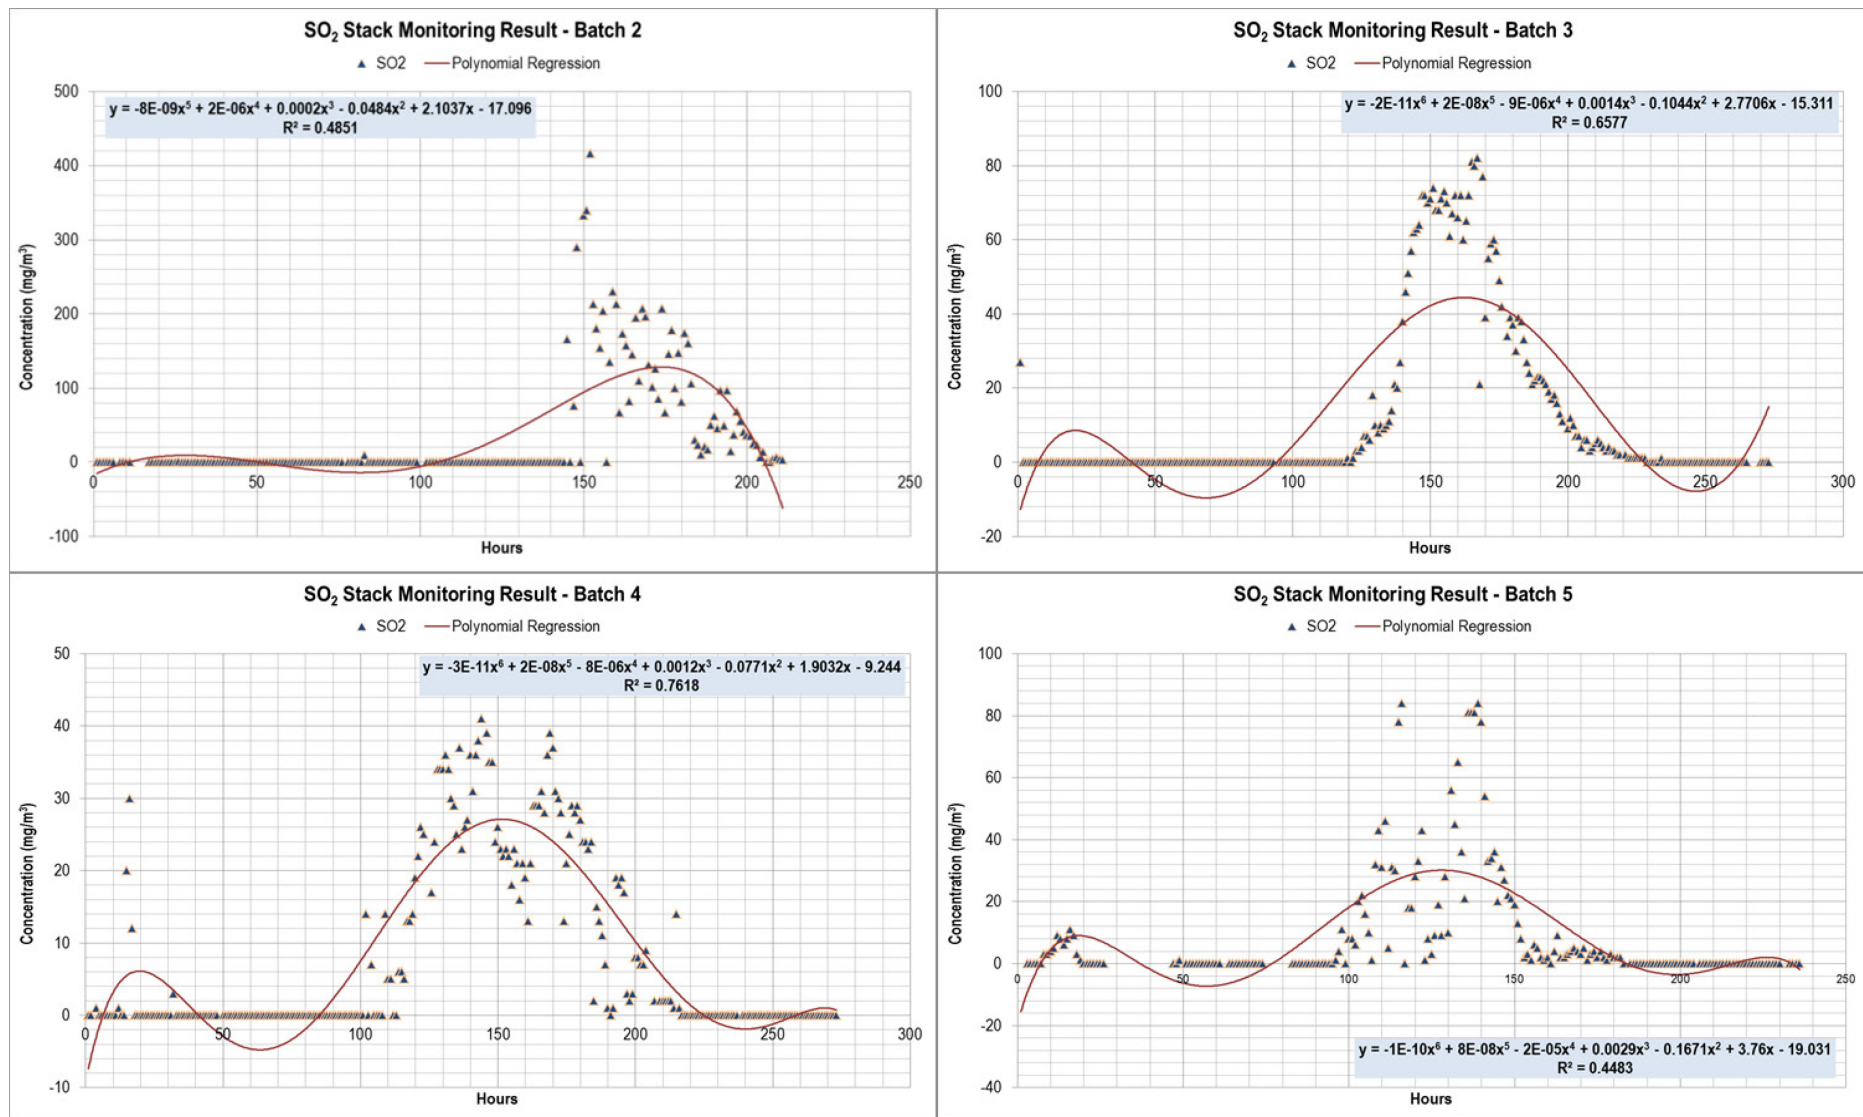 SO₂ Stack Monitoring Result - Batch 2
SO2 Polynomial Regression
y = -8E-09x⁵ + 2E-06x⁴ + 0.0002x³ - 0.0484x² + 2.1037x - 17.096
R² = 0.4851
Concentration (mg/m³)
500
400
300
200
100
0
-100
0 50 100 150 200 250
Hours
SO₂ Stack Monitoring Result - Batch 3
SO2 Polynomial Regression
y = -2E-11x⁶ + 2E-08x⁵ - 9E-06x⁴ + 0.0014x³ - 0.1044x² + 2.7706x - 15.311
R² = 0.6577
Concentration (mg/m³)
100
80
60
40
20
0
-20
0 50 100 150 200 250 300
Hours
SO₂ Stack Monitoring Result - Batch 4
SO2 Polynomial Regression
y = -3E-11x⁶ + 2E-08x⁵ - 8E-06x⁴ + 0.0012x³ - 0.0771x² + 1.9032x - 9.244
R² = 0.7618
Concentration (mg/m³)
50
40
30
20
10
0
-10
0 50 100 150 200 250 300
Hours
SO₂ Stack Monitoring Result - Batch 5
SO2 Polynomial Regression
Concentration (mg/m³)
100
80
60
40
20
0
-20
-40
0 50 100 150 200 250
y = -1E-10x⁶ + 8E-08x⁵ - 2E-05x⁴ + 0.0029x³ - 0.1671x² + 3.76x - 19.031
R² = 0.4483
Hours